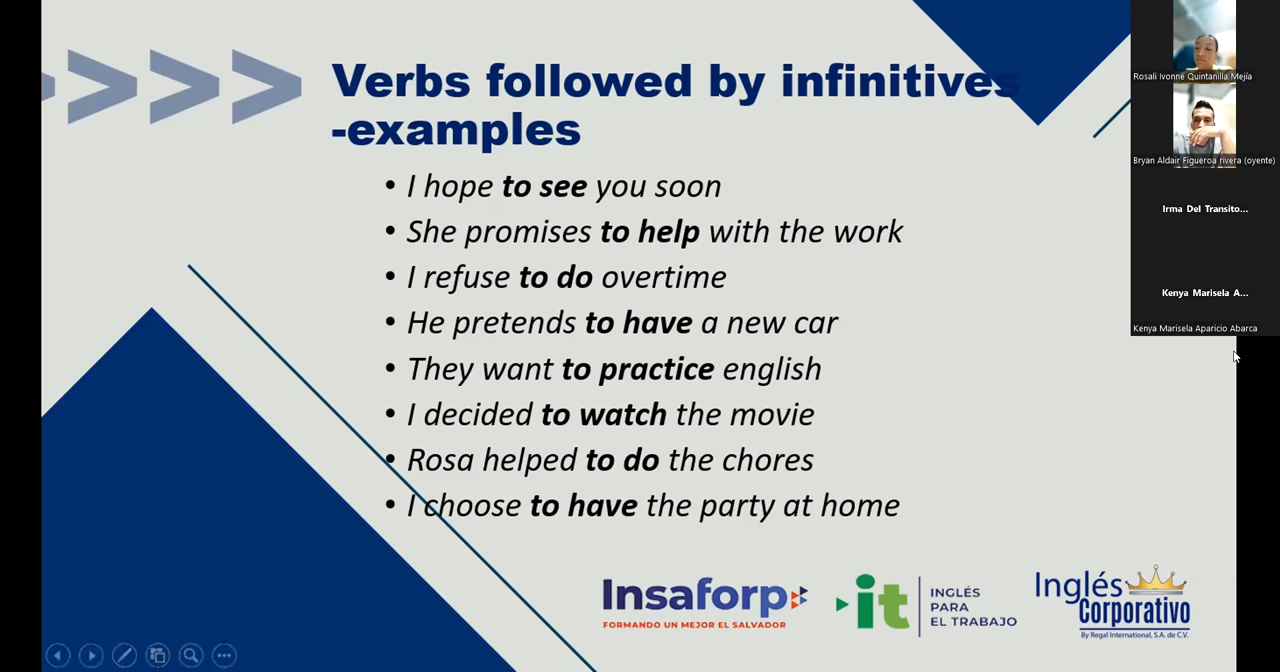 Verbs followed by infinitives
-examples
• I hope to see you soon
• She promises to help with the work
• I refuse to do overtime
• He pretends to have a new car
• They want to practice english
• I decided to watch the movie
• Rosa helped to do the chores
• I choose to have the party at home
Insaforp
FORMANDO UN MEJOR EL SALVADOR
it
INGLÉS
PARA
EL TRABAJO
Inglés
Corporativo
By Regal International, S.A. de C.V.
Rosali Ivonne Quintanilla Mejía
Bryan Aldair Figueroa rivera (oyente)
Irma Del Transito...
Kenya Marisela A...
Kenya Marisela Aparicio Abarca